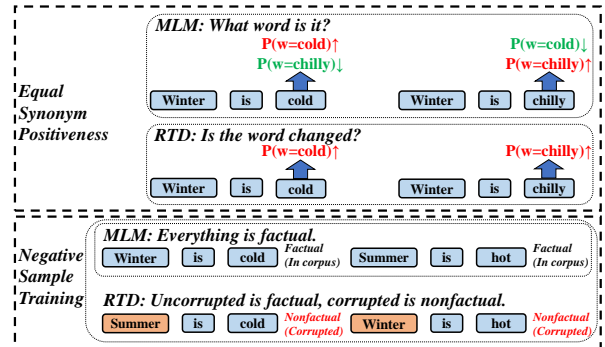 MLM: What word is it?
P(w=cold)↑ P(w=cold)↓
P(w=chilly)↓ P(w=chilly)↑
Winter is cold Winter is chilly
Equal
Synonym
Positiveness
RTD: Is the word changed?
P(w=cold)↑ P(w=chilly)↑
Winter is cold Winter is chilly
Negative
Sample
Training
MLM: Everything is factual.
Winter is cold Factual (In corpus) Summer is hot Factual (In corpus)
RTD: Uncorrupted is factual, corrupted is nonfactual.
Summer is cold Nonfactual (Corrupted) Winter is hot Nonfactual (Corrupted)